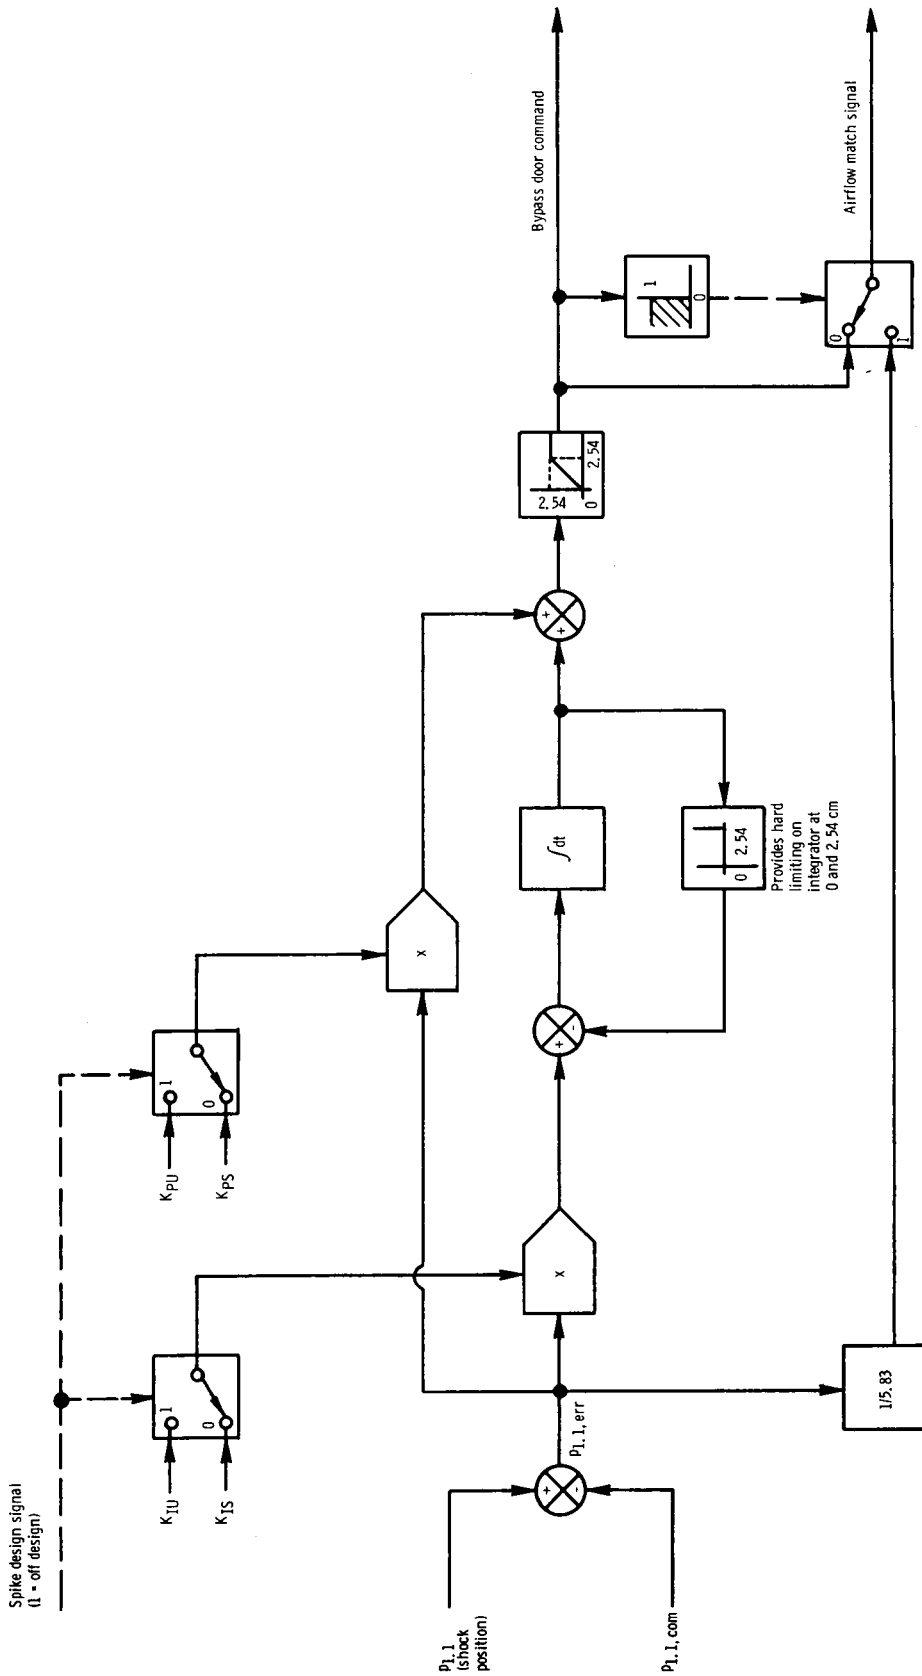 Spike design signal
(1 = off design)
K_IU
K_IS
1
0
K_PU
K_PS
1
0
p_1.1
(shock
position)
p_1.1, com
+
-
p_1.1, err
x
x
+
-
∫dt
0
2.54
Provides hard
limiting on
integrator at
0 and 2.54 cm
+
+
2.54
0
2.54
Bypass door command
1
0
0
1
1/5.83
Airflow match signal